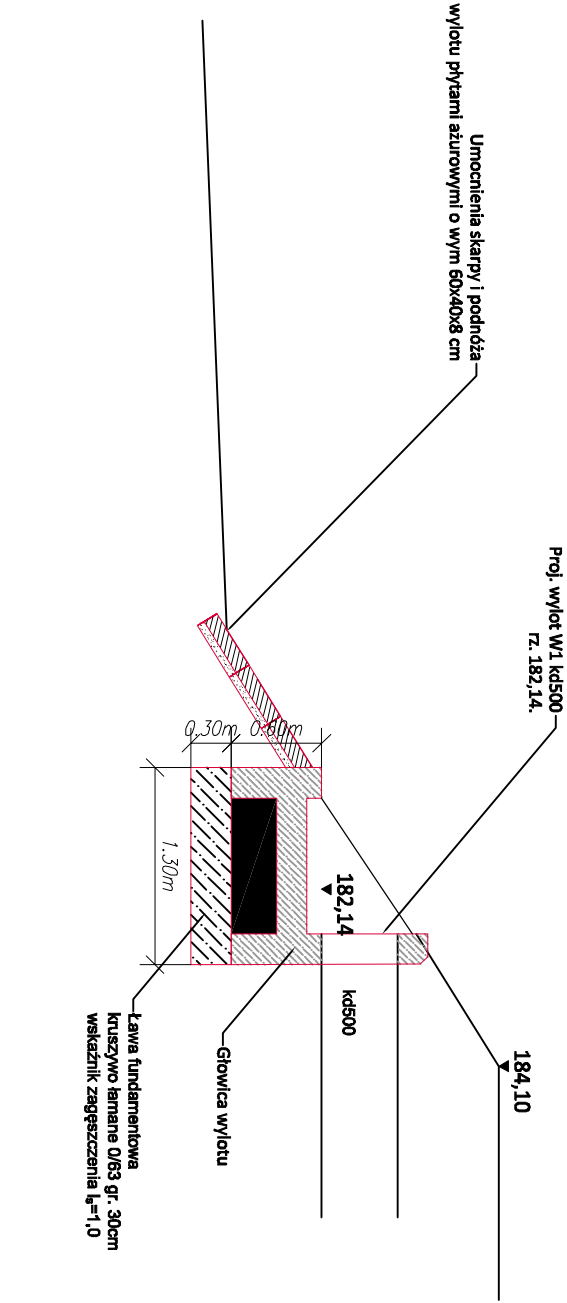 Umocnienia skarpy i podnóża
wylotu płytami ażurowymi o wym 60x40x8 cm
Proj. wylot W1 kd500
rz. 182,14.
184,10
182,14
kd500
0.30m
0.60m
1.30m
Głowica wylotu
Ława fundamentowa
kruszywo łamane 0/63 gr. 30cm
wskaźnik zagęszczenia Is=1,0